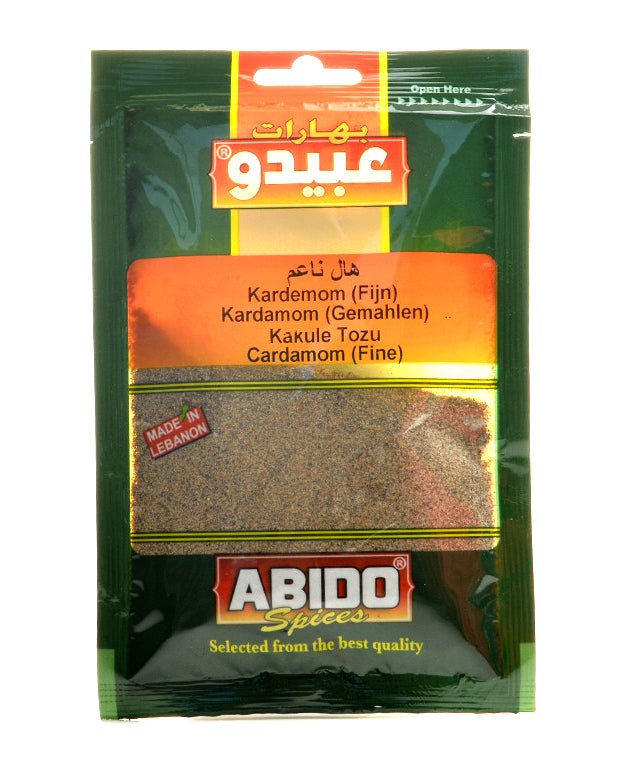 Open Here
بهارات
عبيدو®
هال ناعم
Kardemom (Fijn)
Kardamom (Gemahlen)
Kakule Tozu
Cardamom (Fine)
MADE IN
LEBANON
ABIDO®
Spices
Selected from the best quality